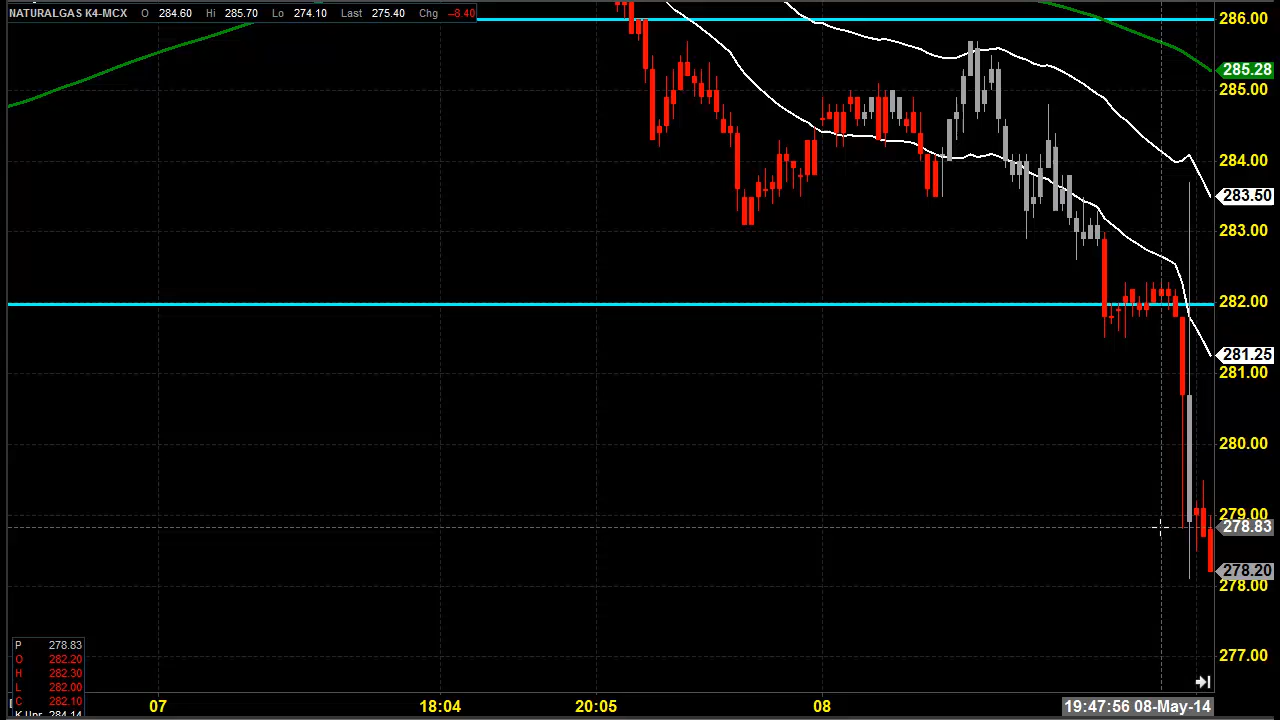 NATURALGAS K4-MCX O 284.60 Hi 285.70 Lo 274.10 Last 275.40 Chg -8.40
286.00
285.28
285.00
284.00
283.50
283.00
282.00
281.25
281.00
280.00
279.00
278.83
278.20
278.00
277.00
P 278.83
O 282.20
H 282.30
L 282.00
C 282.10
K Upr 284.14
07 18:04 20:05 08 19:47:56 08-May-14